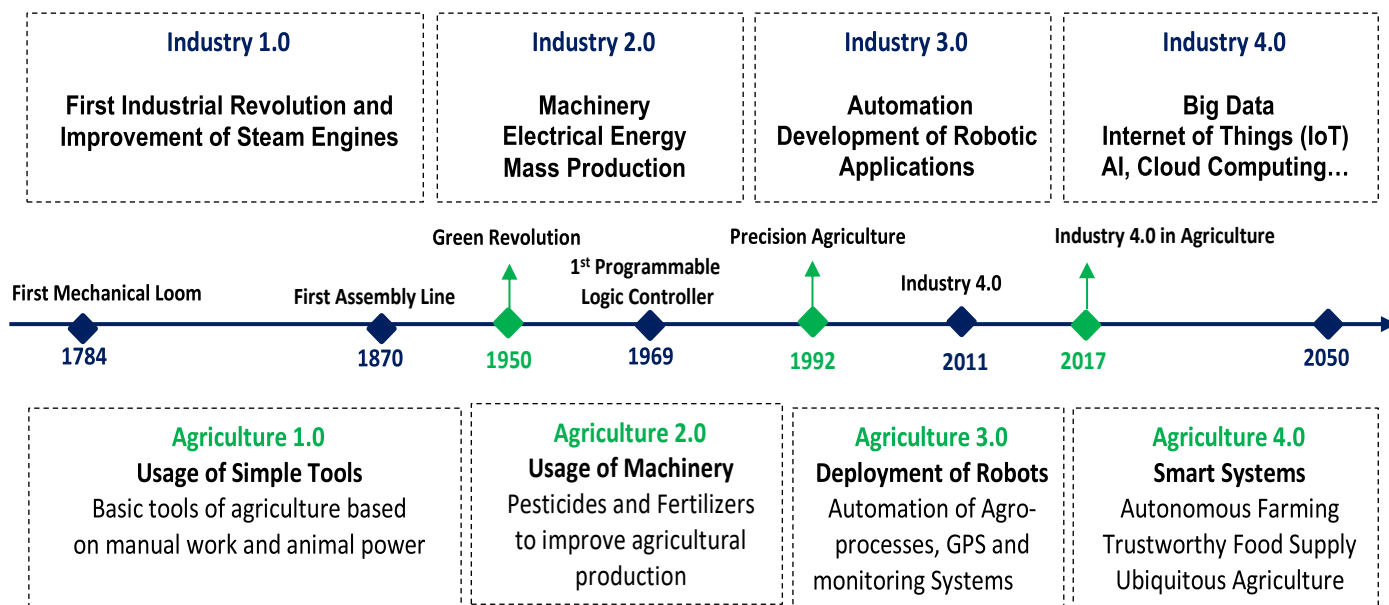 Industry 1.0
First Industrial Revolution and
Improvement of Steam Engines
Industry 2.0
Machinery
Electrical Energy
Mass Production
Industry 3.0
Automation
Development of Robotic
Applications
Industry 4.0
Big Data
Internet of Things (IoT)
AI, Cloud Computing…
First Mechanical Loom
1784
First Assembly Line
1870
Green Revolution
1950
1st Programmable
Logic Controller
1969
Precision Agriculture
1992
Industry 4.0
2011
Industry 4.0 in Agriculture
2017
2050
Agriculture 1.0
Usage of Simple Tools
Basic tools of agriculture based
on manual work and animal power
Agriculture 2.0
Usage of Machinery
Pesticides and Fertilizers
to improve agricultural
production
Agriculture 3.0
Deployment of Robots
Automation of Agro-
processes, GPS and
monitoring Systems
Agriculture 4.0
Smart Systems
Autonomous Farming
Trustworthy Food Supply
Ubiquitous Agriculture